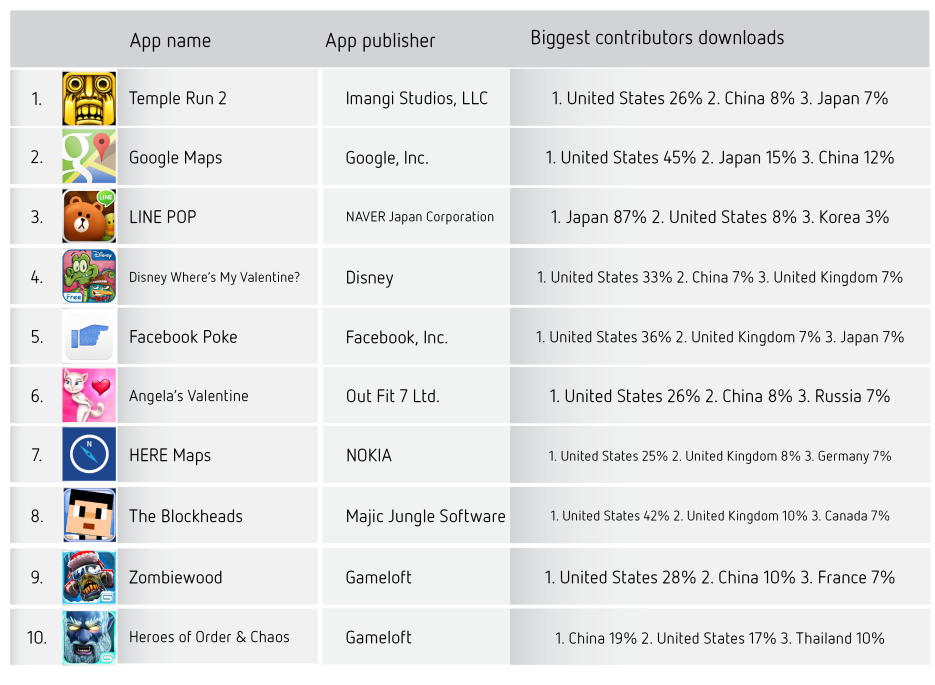 App name App publisher Biggest contributors downloads
1. Temple Run 2 Imangi Studios, LLC 1. United States 26% 2. China 8% 3. Japan 7%
2. Google Maps Google, Inc. 1. United States 45% 2. Japan 15% 3. China 12%
LINE
3. LINE POP NAVER Japan Corporation 1. Japan 87% 2. United States 8% 3. Korea 3%
Disney
4. Disney Where's My Valentine? Disney 1. United States 33% 2. China 7% 3. United Kingdom 7%
Free
5. Facebook Poke Facebook, Inc. 1. United States 36% 2. United Kingdom 7% 3. Japan 7%
6. Angela's Valentine Out Fit 7 Ltd. 1. United States 26% 2. China 8% 3. Russia 7%
N
7. HERE Maps NOKIA 1. United States 25% 2. United Kingdom 8% 3. Germany 7%
8. The Blockheads Majic Jungle Software 1. United States 42% 2. United Kingdom 10% 3. Canada 7%
9. Zombiewood Gameloft 1. United States 28% 2. China 10% 3. France 7%
10. Heroes of Order & Chaos Gameloft 1. China 19% 2. United States 17% 3. Thailand 10%